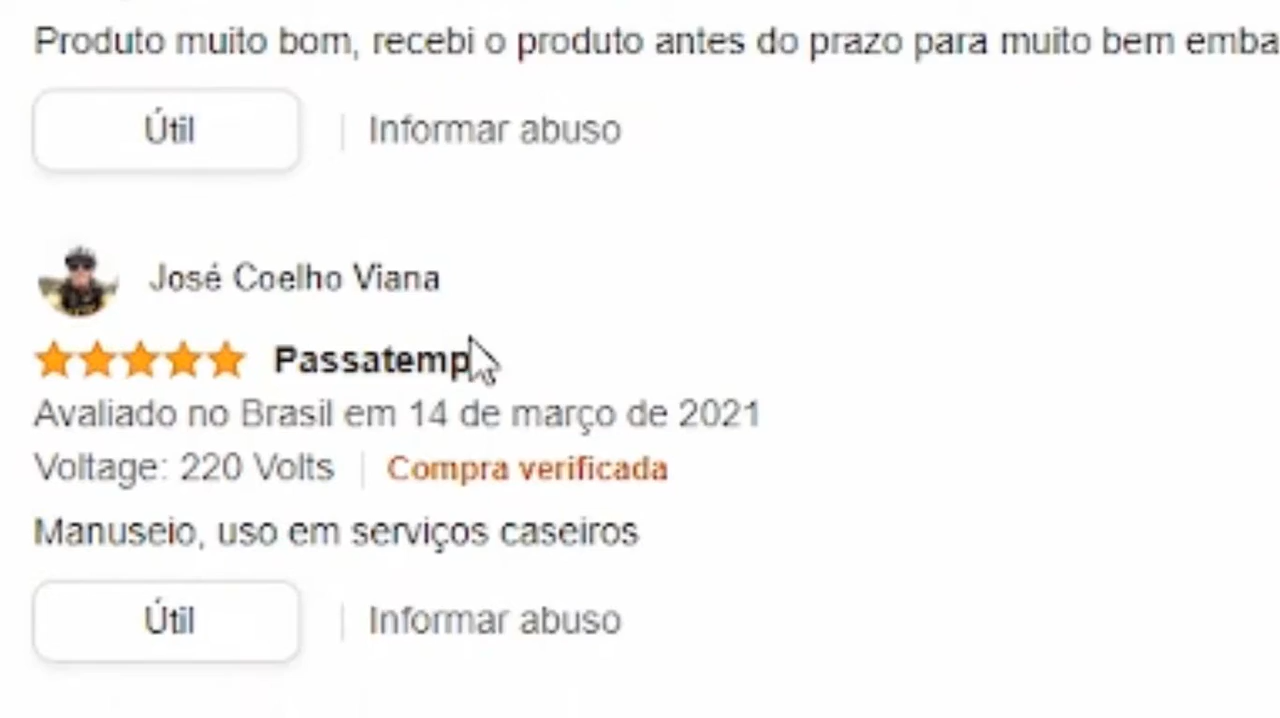 Produto muito bom, recebi o produto antes do prazo para muito bem emba
Útil Informar abuso
José Coelho Viana
Passatemp
Avaliado no Brasil em 14 de março de 2021
Voltage: 220 Volts Compra verificada
Manuseio, uso em serviços caseiros
Útil Informar abuso